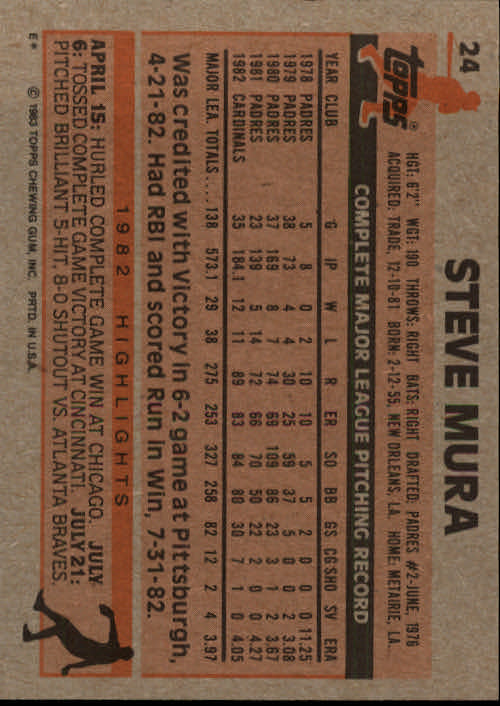 24
STEVE MURA
topps®
HGT: 6'2" WGT: 190 THROWS: RIGHT BATS: RIGHT DRAFTED: PADRES #2-JUNE, 1976
ACQUIRED: TRADE, 12-10-81 BORN: 2-12-55, NEW ORLEANS, LA. HOME: METAIRIE, LA.
COMPLETE MAJOR LEAGUE PITCHING RECORD
YEAR CLUB G IP W L R ER SO BB GS CG SHO SV ERA
1978 PADRES 5 8 0 2 10 10 5 5 2 0 0 0 11.25
1979 PADRES 38 73 4 4 30 25 59 37 5 0 0 2 3.08
1980 PADRES 37 169 8 7 74 69 109 86 23 3 1 2 3.67
1981 PADRES 23 139 5 14 72 66 70 50 22 2 0 0 4.27
1982 CARDINALS 35 184.1 12 11 89 83 84 80 30 7 1 0 4.05
MAJOR LEA. TOTALS.... 138 573.1 29 38 275 253 327 258 82 12 2 4 3.97
Was credited with Victory in 6-2 game at Pittsburgh,
4-21-82. Had RBI and scored Run in Win, 7-31-82.
1982 HIGHLIGHTS
APRIL 15: HURLED COMPLETE GAME WIN AT CHICAGO. JULY
6: TOSSED COMPLETE GAME VICTORY AT CINCINNATI. JULY 21:
PITCHED BRILLIANT 5-HIT, 8-0 SHUTOUT VS. ATLANTA BRAVES.
E* © 1983 TOPPS CHEWING GUM, INC. PRTD. IN U.S.A.